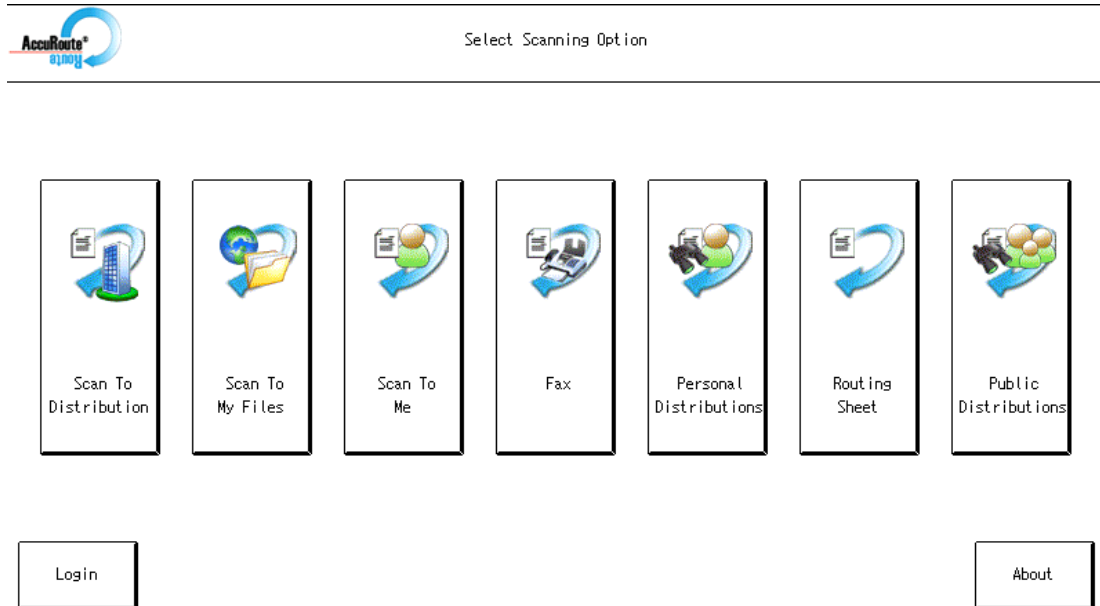 AccuRoute®
Route
Select Scanning Option
Scan To
Distribution
Scan To
My Files
Scan To
Me
Fax
Personal
Distributions
Routing
Sheet
Public
Distributions
Login
About